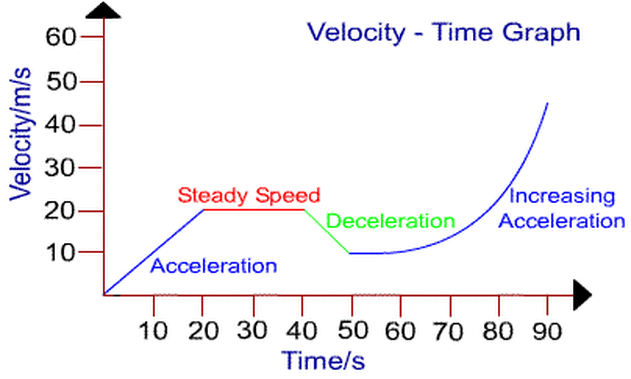 Velocity - Time Graph
Velocity/m/s
60
50
40
30
20
10
Steady Speed
Deceleration
Acceleration
Increasing
Acceleration
10 20 30 40 50 60 70 80 90
Time/s